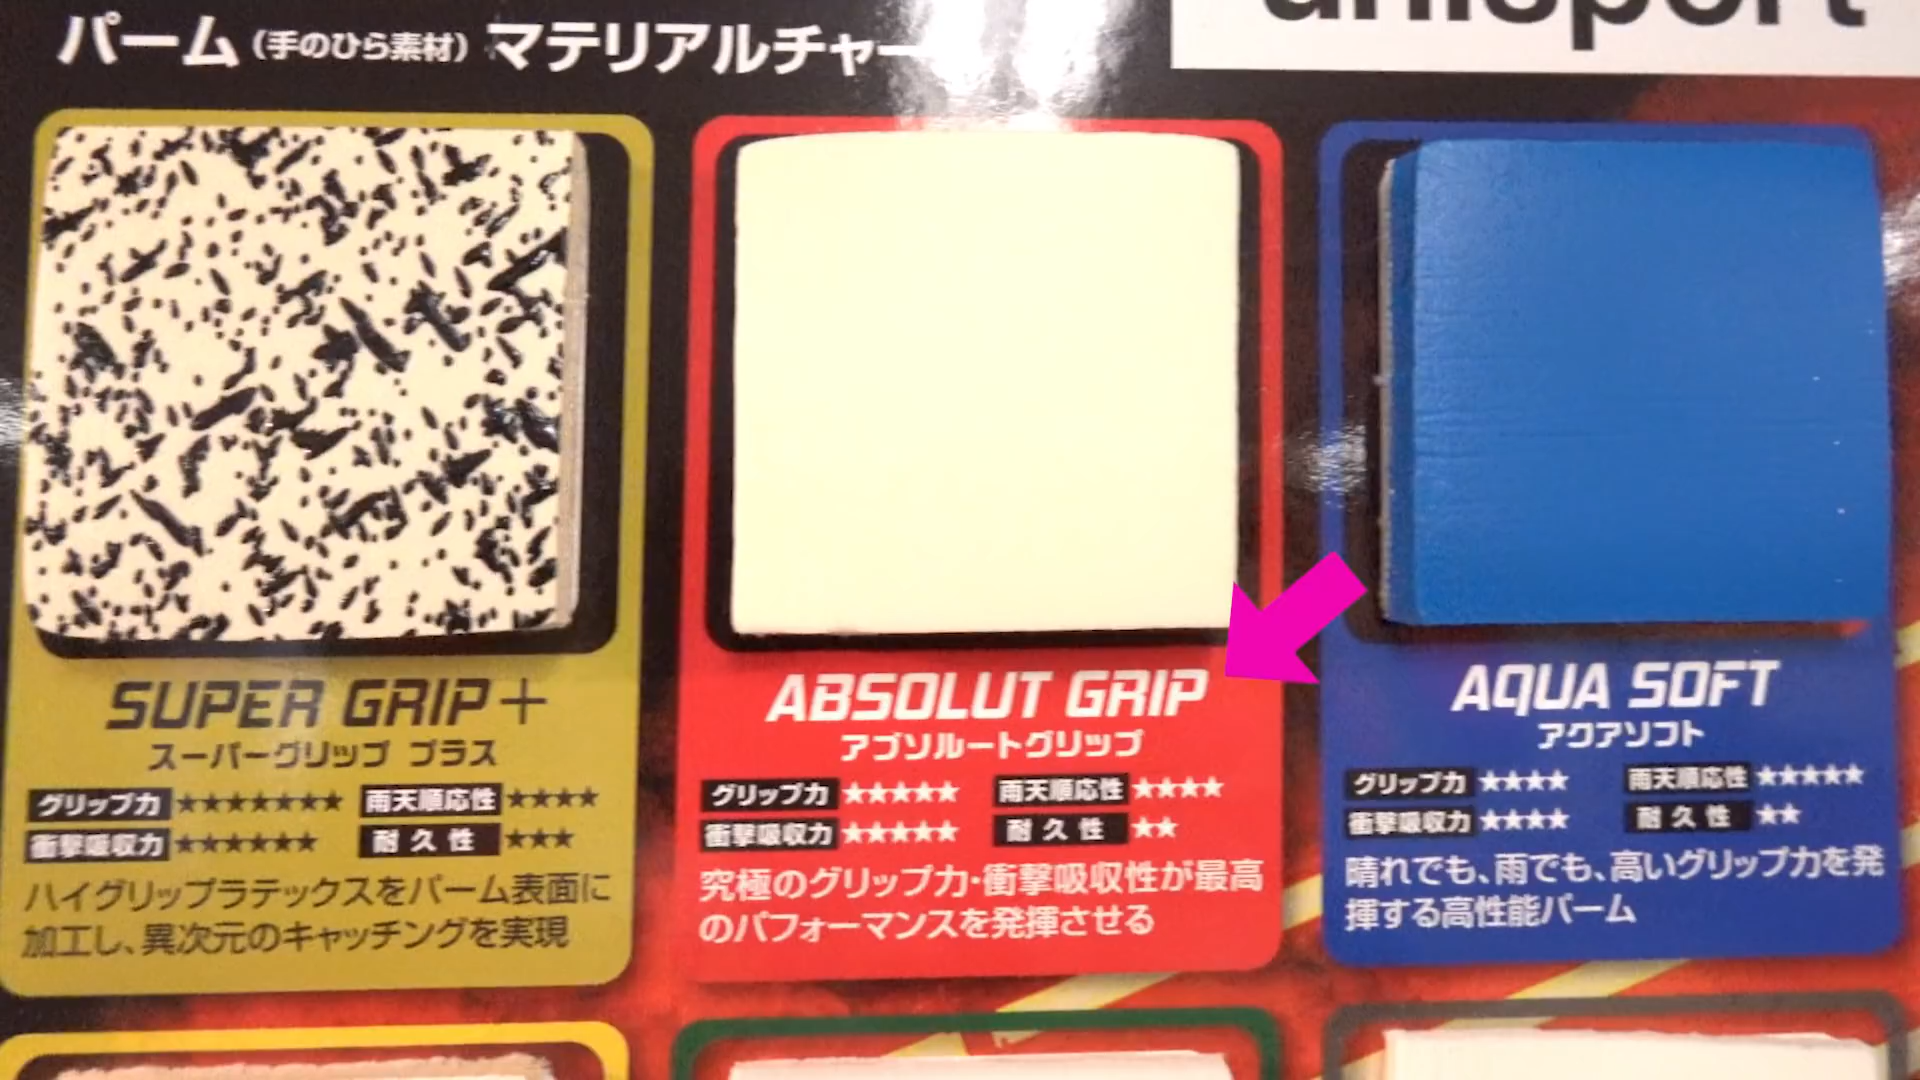 パーム（手のひら素材）マテリアルチャー
unisport
SUPER GRIP＋
スーパーグリップ プラス
グリップ力 ★★★★★★★ 雨天順応性 ★★★★
衝撃吸収力 ★★★★★★ 耐久性 ★★★
ハイグリップラテックスをパーム表面に
加工し、異次元のキャッチングを実現
ABSOLUT GRIP
アブソルートグリップ
グリップ力 ★★★★★ 雨天順応性 ★★★★
衝撃吸収力 ★★★★★ 耐久性 ★★
究極のグリップ力・衝撃吸収性が最高
のパフォーマンスを発揮させる
AQUA SOFT
アクアソフト
グリップ力 ★★★★ 雨天順応性 ★★★★★
衝撃吸収力 ★★★★ 耐久性 ★★
晴れでも、雨でも、高いグリップ力を発
揮する高性能パーム